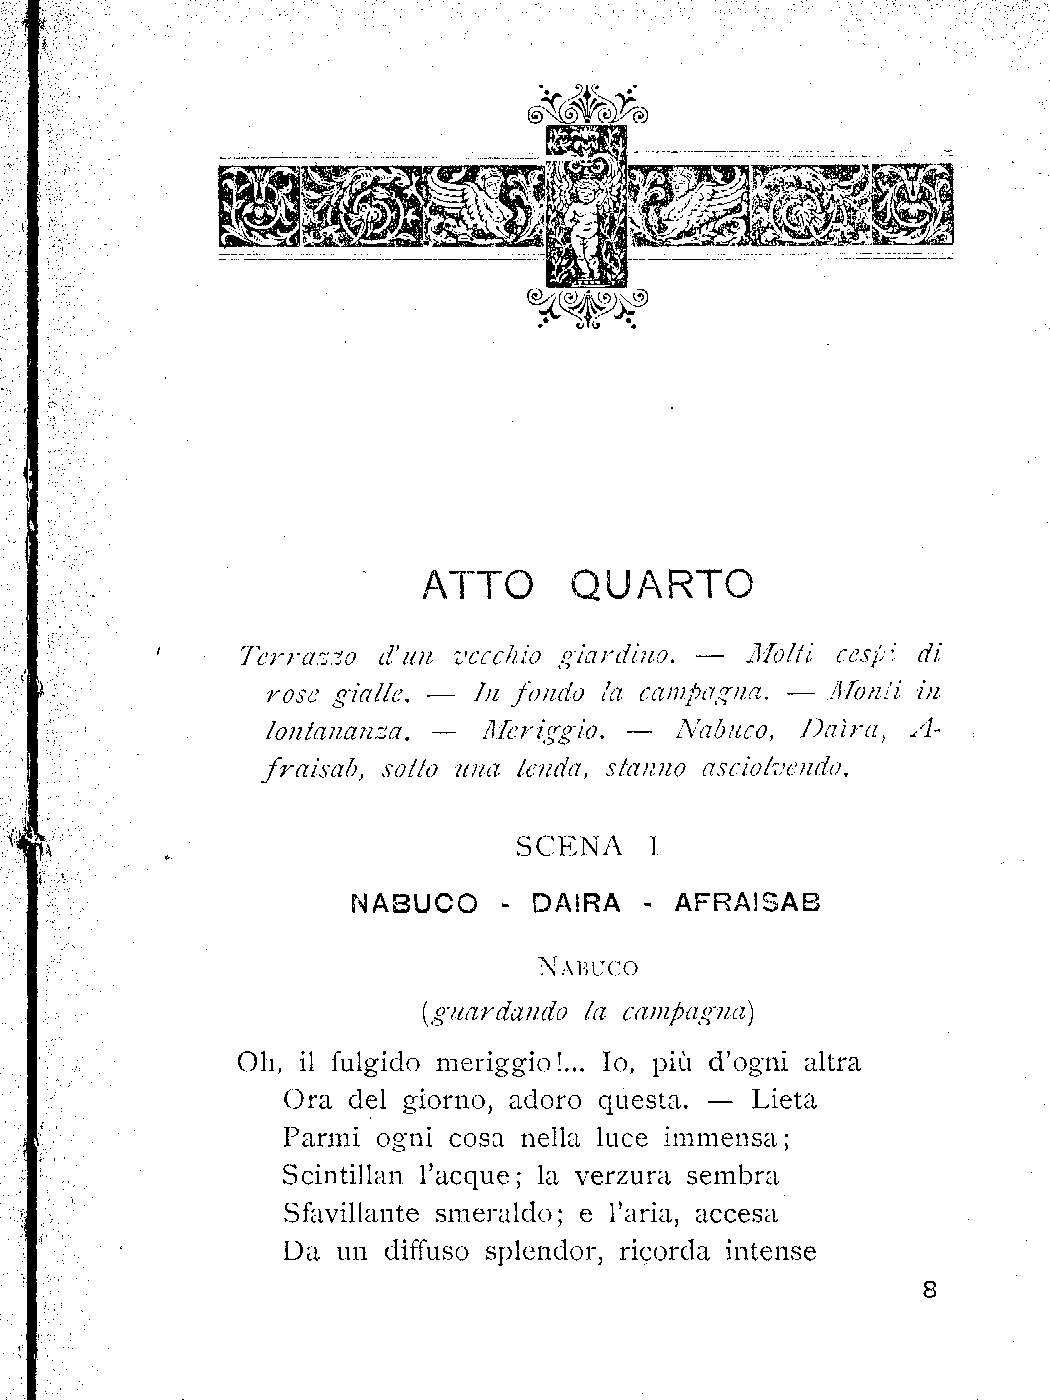 ATTO QUARTO
Terrazzo d'un vecchio giardino. — Molti cespi di
rose gialle. — In fondo la campagna. — Monti in
lontananza. — Meriggio. — Nabuco, Daìra, A-
fraisab, sotto una tenda, stanno asciolvendo.
SCENA I
NABUCO - DAIRA - AFRAISAB
NABUCO
(guardando la campagna)
Oh, il fulgido meriggio!... Io, più d'ogni altra
Ora del giorno, adoro questa. — Lieta
Parmi ogni cosa nella luce immensa;
Scintillan l'acque; la verzura sembra
Sfavillante smeraldo; e l'aria, accesa
Da un diffuso splendor, ricorda intense
8